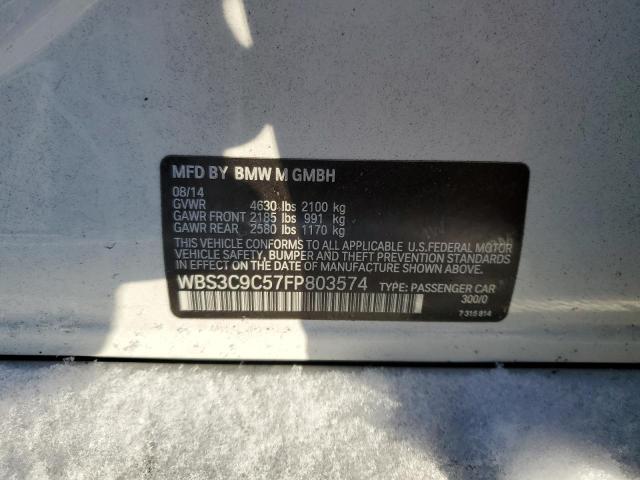 MFD BY BMW M GMBH
08/14
GVWR 4630 lbs 2100 kg
GAWR FRONT 2185 lbs 991 kg
GAWR REAR 2580 lbs 1170 kg
THIS VEHICLE CONFORMS TO ALL APPLICABLE U.S. FEDERAL MOTOR
VEHICLE SAFETY, BUMPER AND THEFT PREVENTION
STANDARDS IN EFFECT ON THE DATE OF MANUFACTURE SHOWN ABOVE.
WBS3C9C57FP803574 TYPE: PASSENGER CAR
300/0
7 315 814